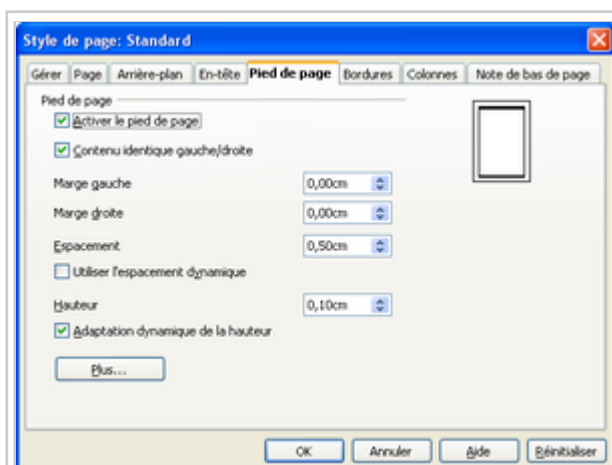 Style de page: Standard
Gérer Page Arrière-plan En-tête Pied de page Bordures Colonnes Note de bas de page
Pied de page
Activer le pied de page
Contenu identique gauche/droite
Marge gauche 0,00cm
Marge droite 0,00cm
Espacement 0,50cm
Utiliser l'espacement dynamique
Hauteur 0,10cm
Adaptation dynamique de la hauteur
Plus...
OK Annuler Aide Réinitialiser